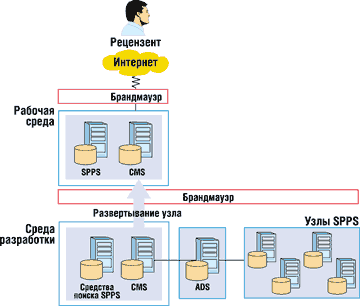 Рецензент
Интернет
Брандмауэр
Рабочая
среда
SPPS
CMS
Брандмауэр
Развертывание узла
Среда
разработки
Узлы SPPS
Средства
поиска SPPS
CMS
ADS